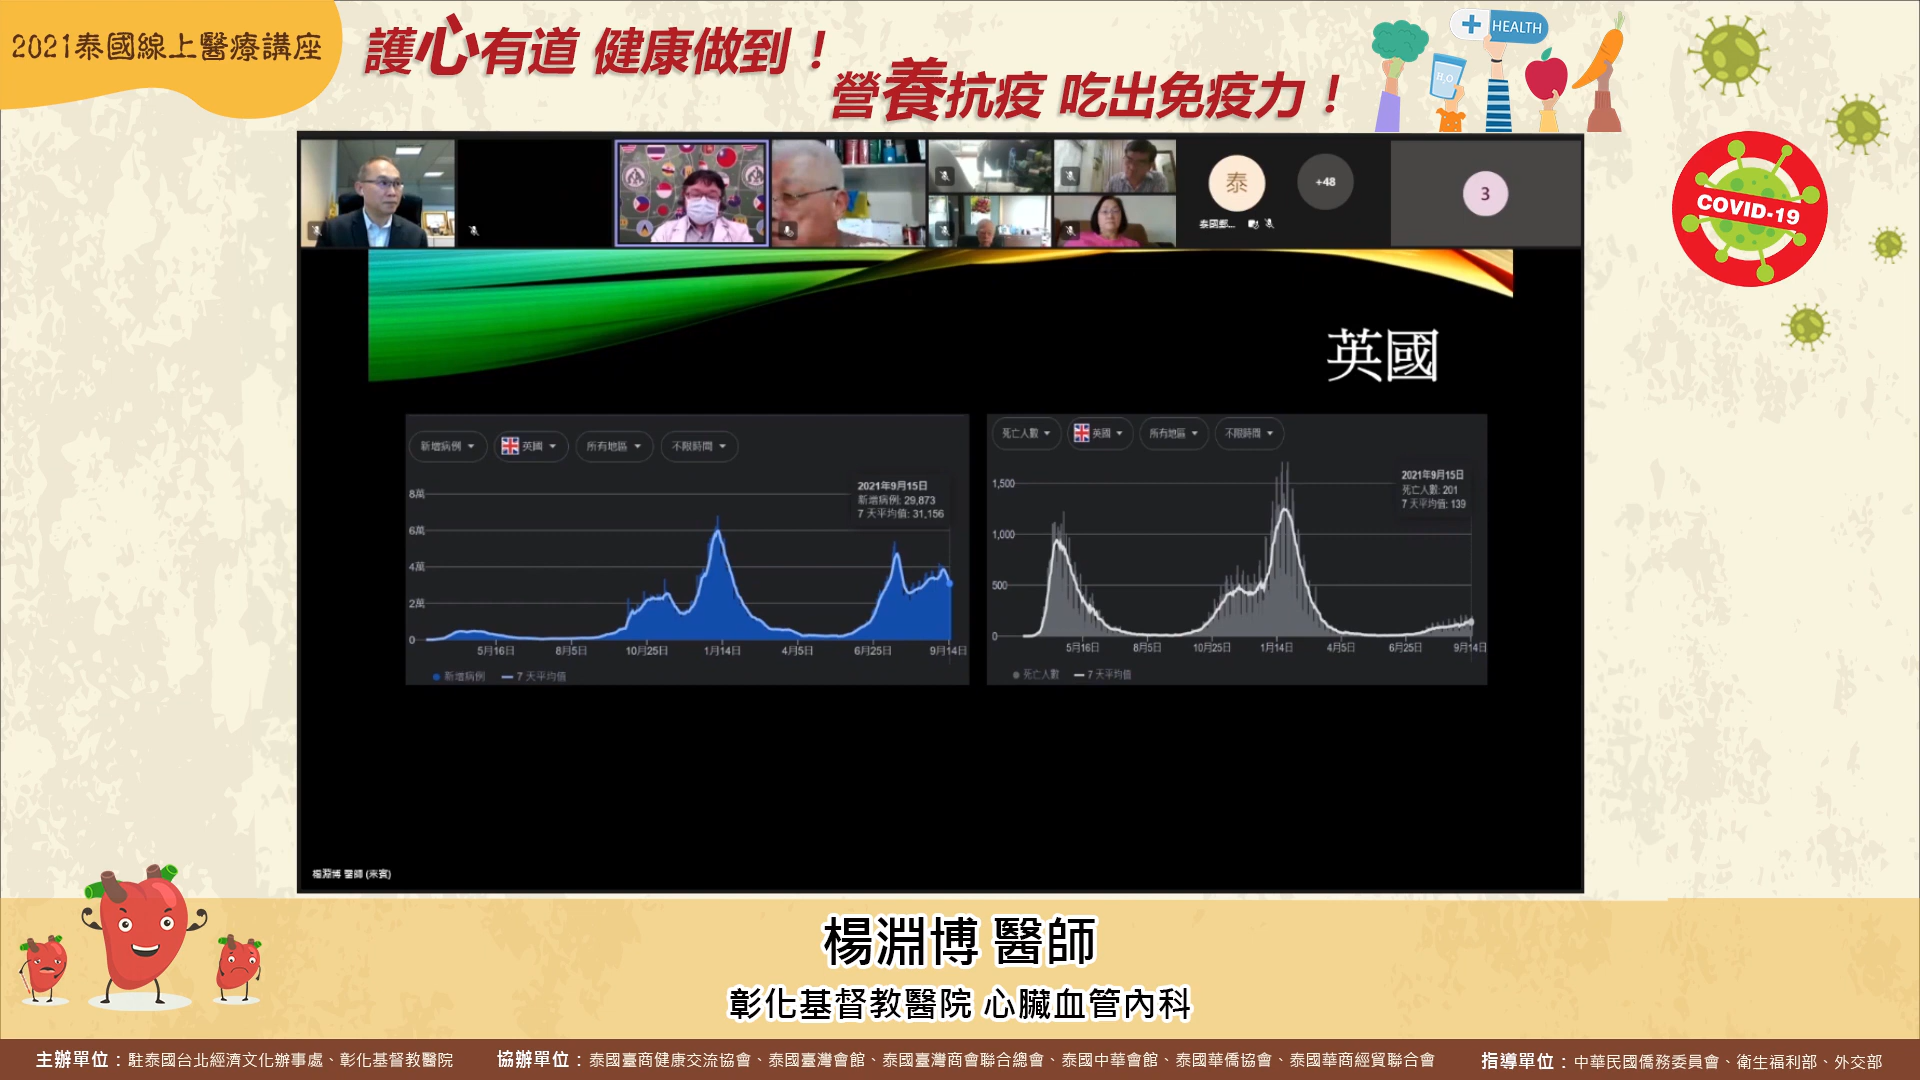 2021泰國線上醫療講座
護心有道 健康做到！
營養抗疫 吃出免疫力！
HEALTH
H₂O
COVID-19
泰
+48
3
英國
新增病例
英國
所有地區
不限時間
2021年9月15日
新增病例: 29,873
7 天平均值: 31,156
8萬
6萬
4萬
2萬
0
5月16日 8月5日 10月25日 1月14日 4月5日 6月25日 9月14日
新增病例 7 天平均值
死亡人數
英國
所有地區
不限時間
2021年9月15日
死亡人數: 201
7 天平均值: 139
1,500
1,000
500
0
5月16日 8月5日 10月25日 1月14日 4月5日 6月25日 9月14日
死亡人數 7 天平均值
楊淵博 醫師 (來賓)
楊淵博 醫師
彰化基督教醫院 心臟血管內科
主辦單位：駐泰國台北經濟文化辦事處、彰化基督教醫院
協辦單位：泰國臺商健康交流協會、泰國臺灣會館、泰國臺灣商會聯合總會、泰國中華會館、泰國華僑協會、泰國華商經貿聯合會
指導單位：中華民國僑務委員會、衛生福利部、外交部